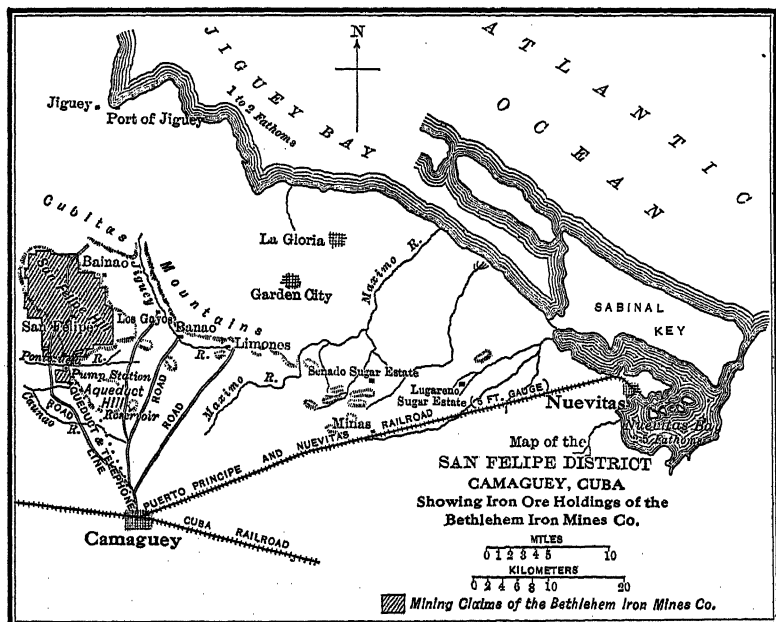 ATLANTIC
OCEAN
JIGUEY BAY
1 to 2 Fathoms
N
Jiguey
Port of Jiguey
Cubitas
Mountains
La Gloria
Garden City
Maximo R.
Bainao
Jiguey
San Felipe
Los Goyos
Banao
R.
Limones
R.
Pump Station
Aqueduct
Hill
Reservoir
R.
ROAD
AQUEDUCT & TELEPHONE
LINE
ROAD
ROAD
Maximo R.
Senado Sugar Estate
Lugareno
Sugar Estate
(5 FT. GAUGE)
Minas
PUERTO PRINCIPE AND NUEVITAS RAILROAD
SABINAL
KEY
Nuevitas
Nuevitas Bay
Fathoms
Camaguey
CUBA RAILROAD
Map of the
SAN FELIPE DISTRICT
CAMAGUEY, CUBA
Showing Iron Ore Holdings of the
Bethlehem Iron Mines Co.
MILES
0 1 2 3 4 5 10
KILOMETERS
0 2 4 6 8 10 20
Mining Claims of the Bethlehem Iron Mines Co.